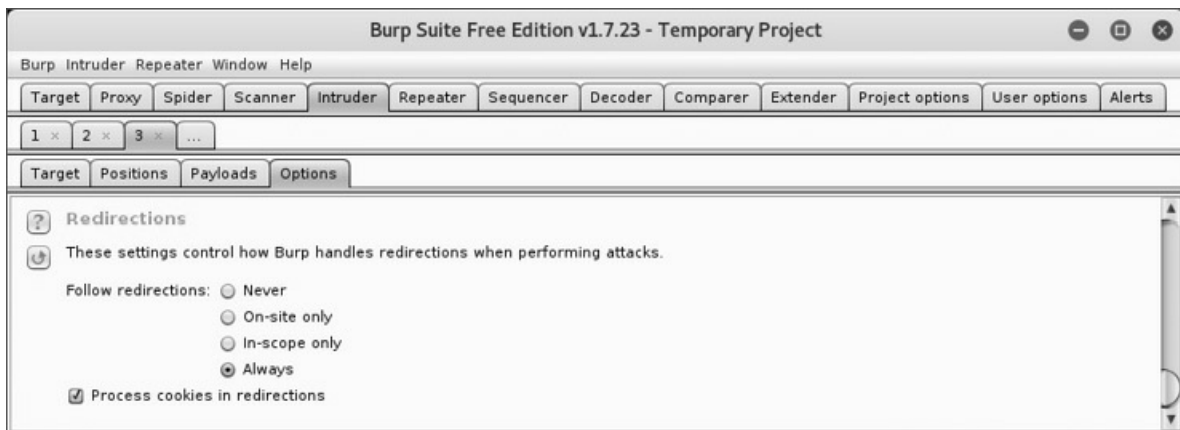 Burp Suite Free Edition v1.7.23 - Temporary Project
Burp Intruder Repeater Window Help
Target Proxy Spider Scanner Intruder Repeater Sequencer Decoder Comparer Extender Project options User options Alerts
1 × 2 × 3 × ...
Target Positions Payloads Options
? Redirections
These settings control how Burp handles redirections when performing attacks.
Follow redirections: Never
On-site only
In-scope only
Always
Process cookies in redirections